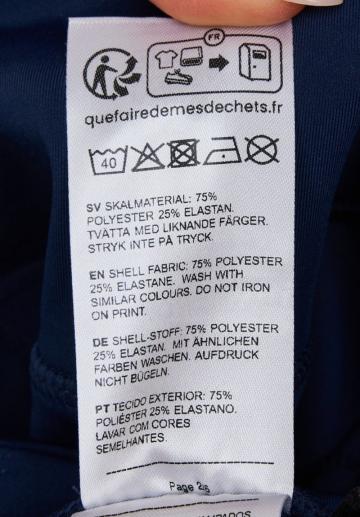 FR
quefairedemesdechets.fr
40
SV SKALMATERIAL: 75%
POLYESTER 25% ELASTAN.
TVÄTTA MED LIKNANDE FÄRGER.
STRYK INTE PÅ TRYCK.
EN SHELL FABRIC: 75% POLYESTER
25% ELASTANE. WASH WITH
SIMILAR COLOURS. DO NOT IRON
ON PRINT.
DE SHELL-STOFF: 75% POLYESTER
25% ELASTAN. MIT ÄHNLICHEN
FARBEN WASCHEN. AUFDRUCK
NICHT BÜGELN.
PT TECIDO EXTERIOR: 75%
POLIÉSTER 25% ELASTANO.
LAVAR COM CORES
SEMELHANTES.
Page 2/6